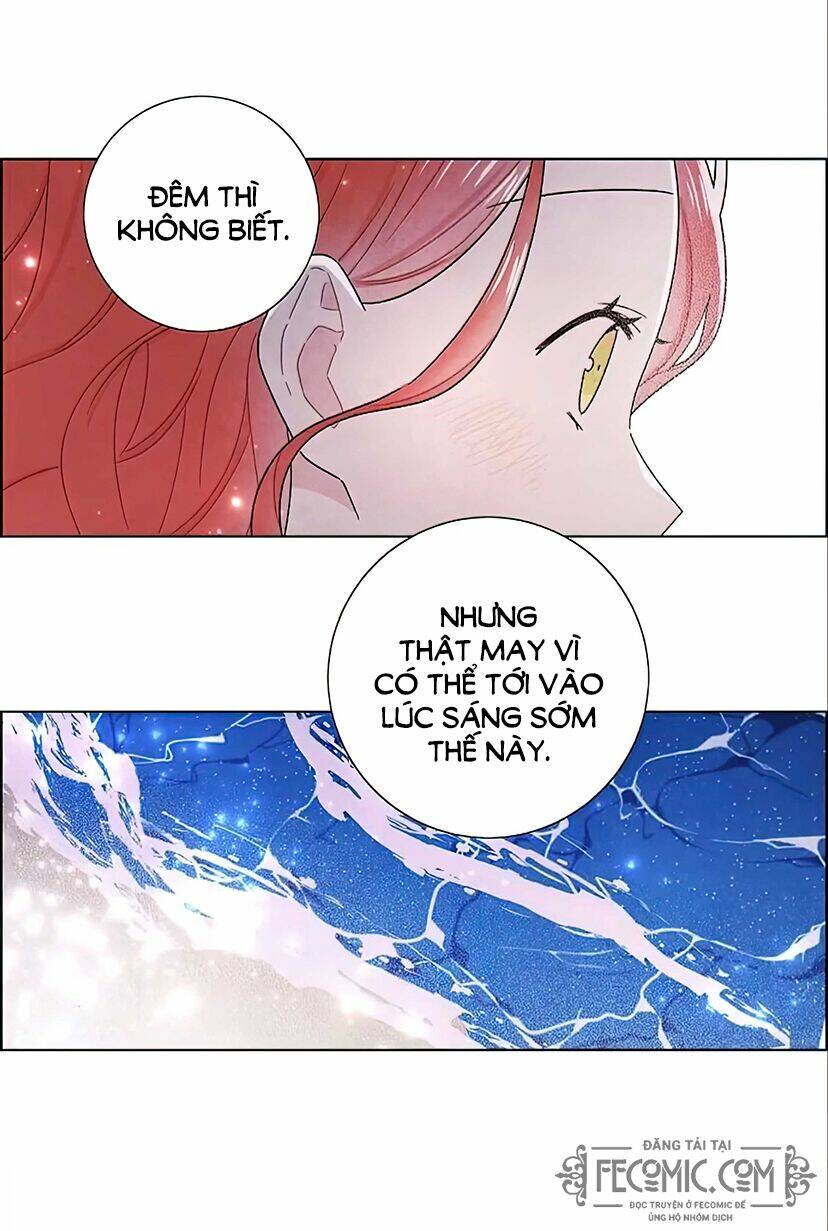 ĐÊM THÌ
KHÔNG BIẾT.
NHƯNG
THẬT MAY VÌ
CÓ THỂ TỚI VÀO
LÚC SÁNG SỚM
THẾ NÀY.
ĐĂNG TẢI TẠI
FECOMIC.COM
ĐỌC TRUYỆN Ở FECOMIC ĐỂ
ỦNG HỘ NHÓM DỊCH